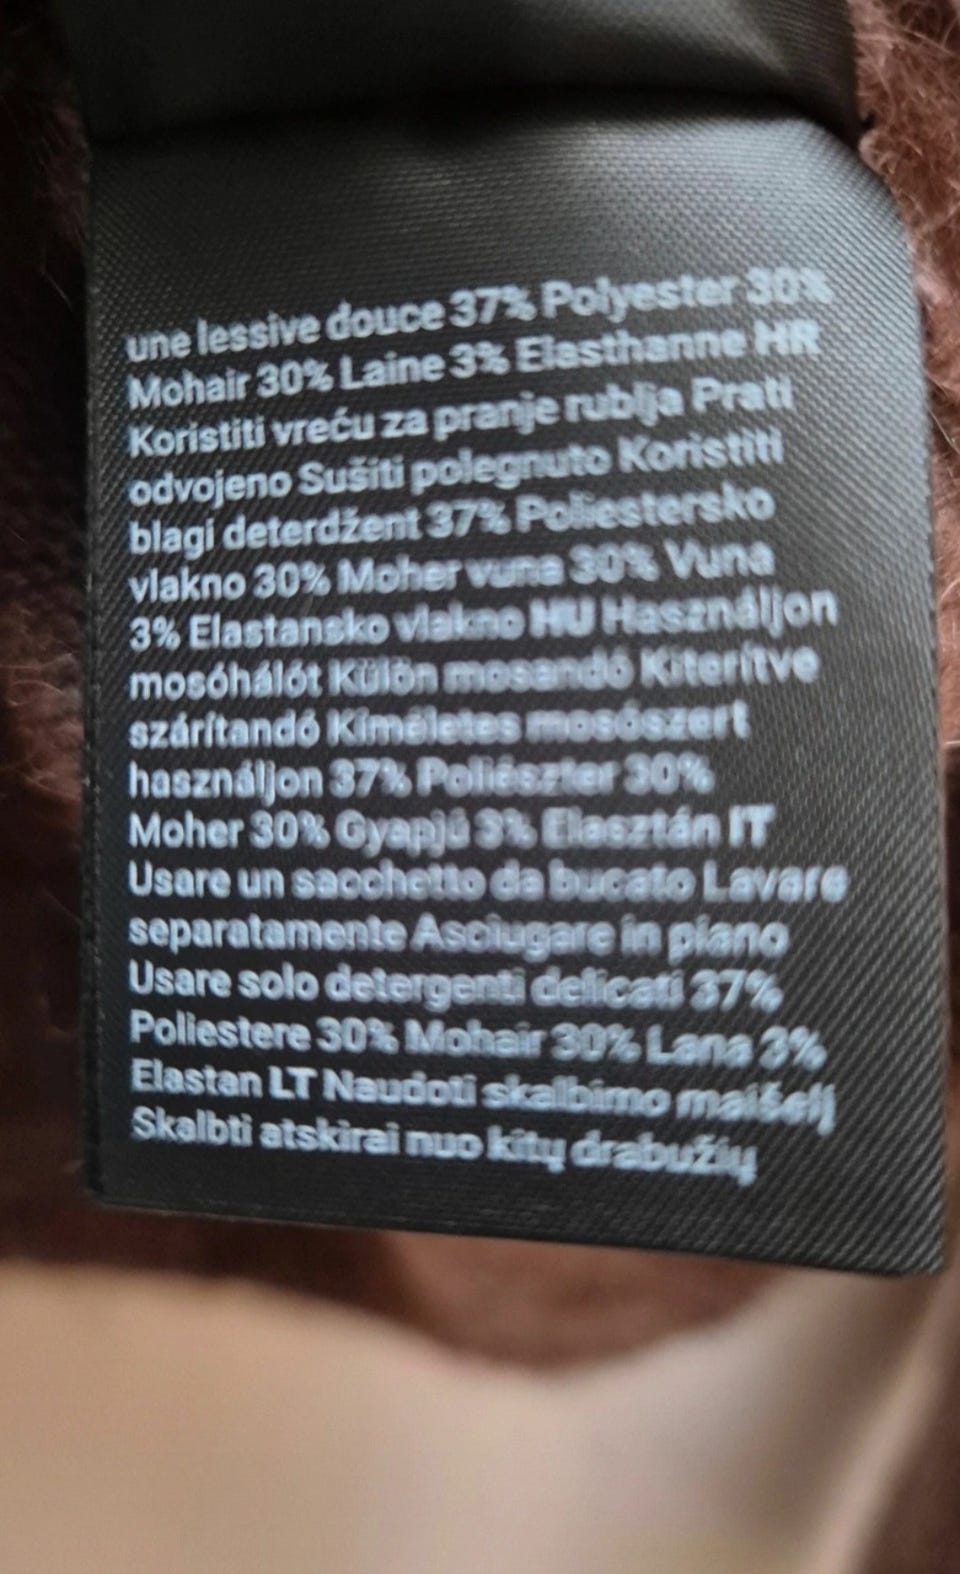 une lessive douce 37% Polyester 30%
Mohair 30% Laine 3% Elasthanne HR
Koristiti vreću za pranje rublja Prati
odvojeno Sušiti polegnuto Koristiti
blagi deterdžent 37% Poliestersko
vlakno 30% Moher vuna 30% Vuna
3% Elastansko vlakno HU Használjon
mosóhálót Külön mosandó Kiterítve
szárítandó Kíméletes mosószert
használjon 37% Poliészter 30%
Moher 30% Gyapjú 3% Elasztán IT
Usare un sacchetto da bucato Lavare
separatamente Asciugare in piano
Usare solo detergenti delicati 37%
Poliestere 30% Mohair 30% Lana 3%
Elastan LT Naudoti skalbimo maišelį
Skalbti atskirai nuo kitų drabužių